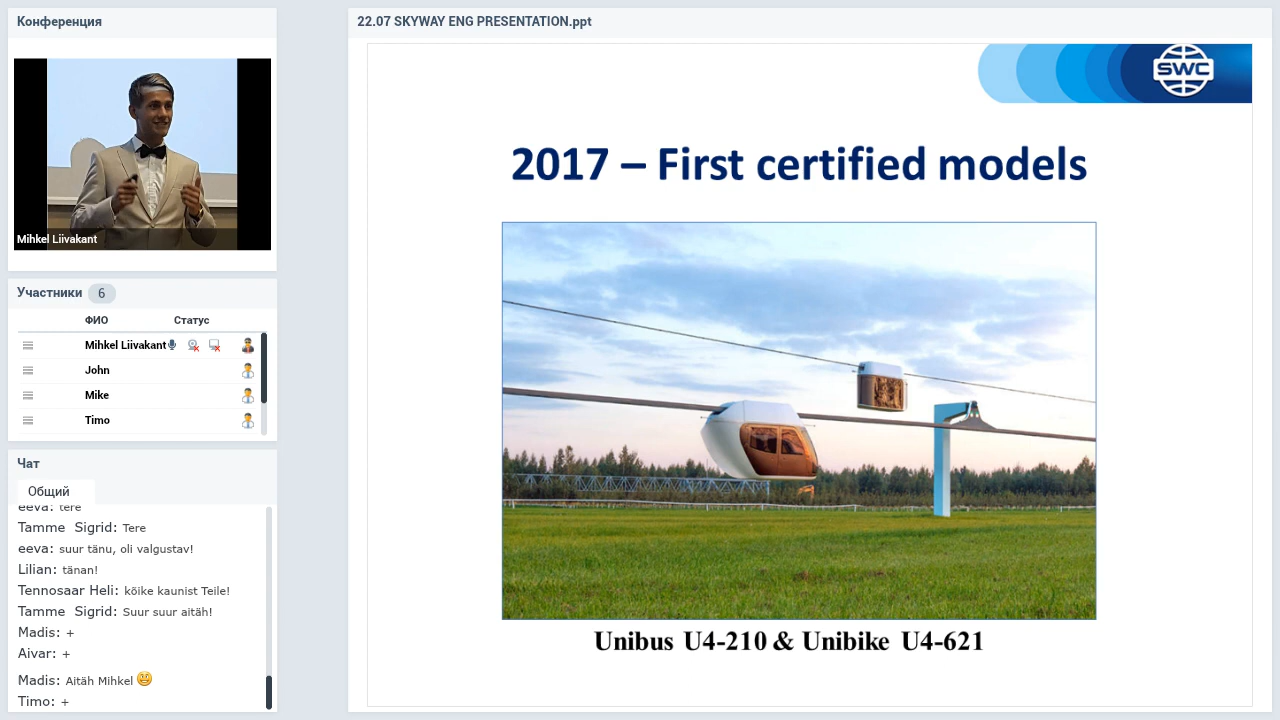 Конференция
Mihkel Liivakant
Участники 6
ФИО Статус
Mihkel Liivakant
John
Mike
Timo
Чат
Общий
eeva: tere
Tamme Sigrid: Tere
eeva: suur tänu, oli valgustav!
Lilian: tänan!
Tennosaar Heli: kõike kaunist Teile!
Tamme Sigrid: Suur suur aitäh!
Madis: +
Aivar: +
Madis: Aitäh Mihkel
Timo: +
22.07 SKYWAY ENG PRESENTATION.ppt
SWC
2017 – First certified models
Unibus U4-210 & Unibike U4-621